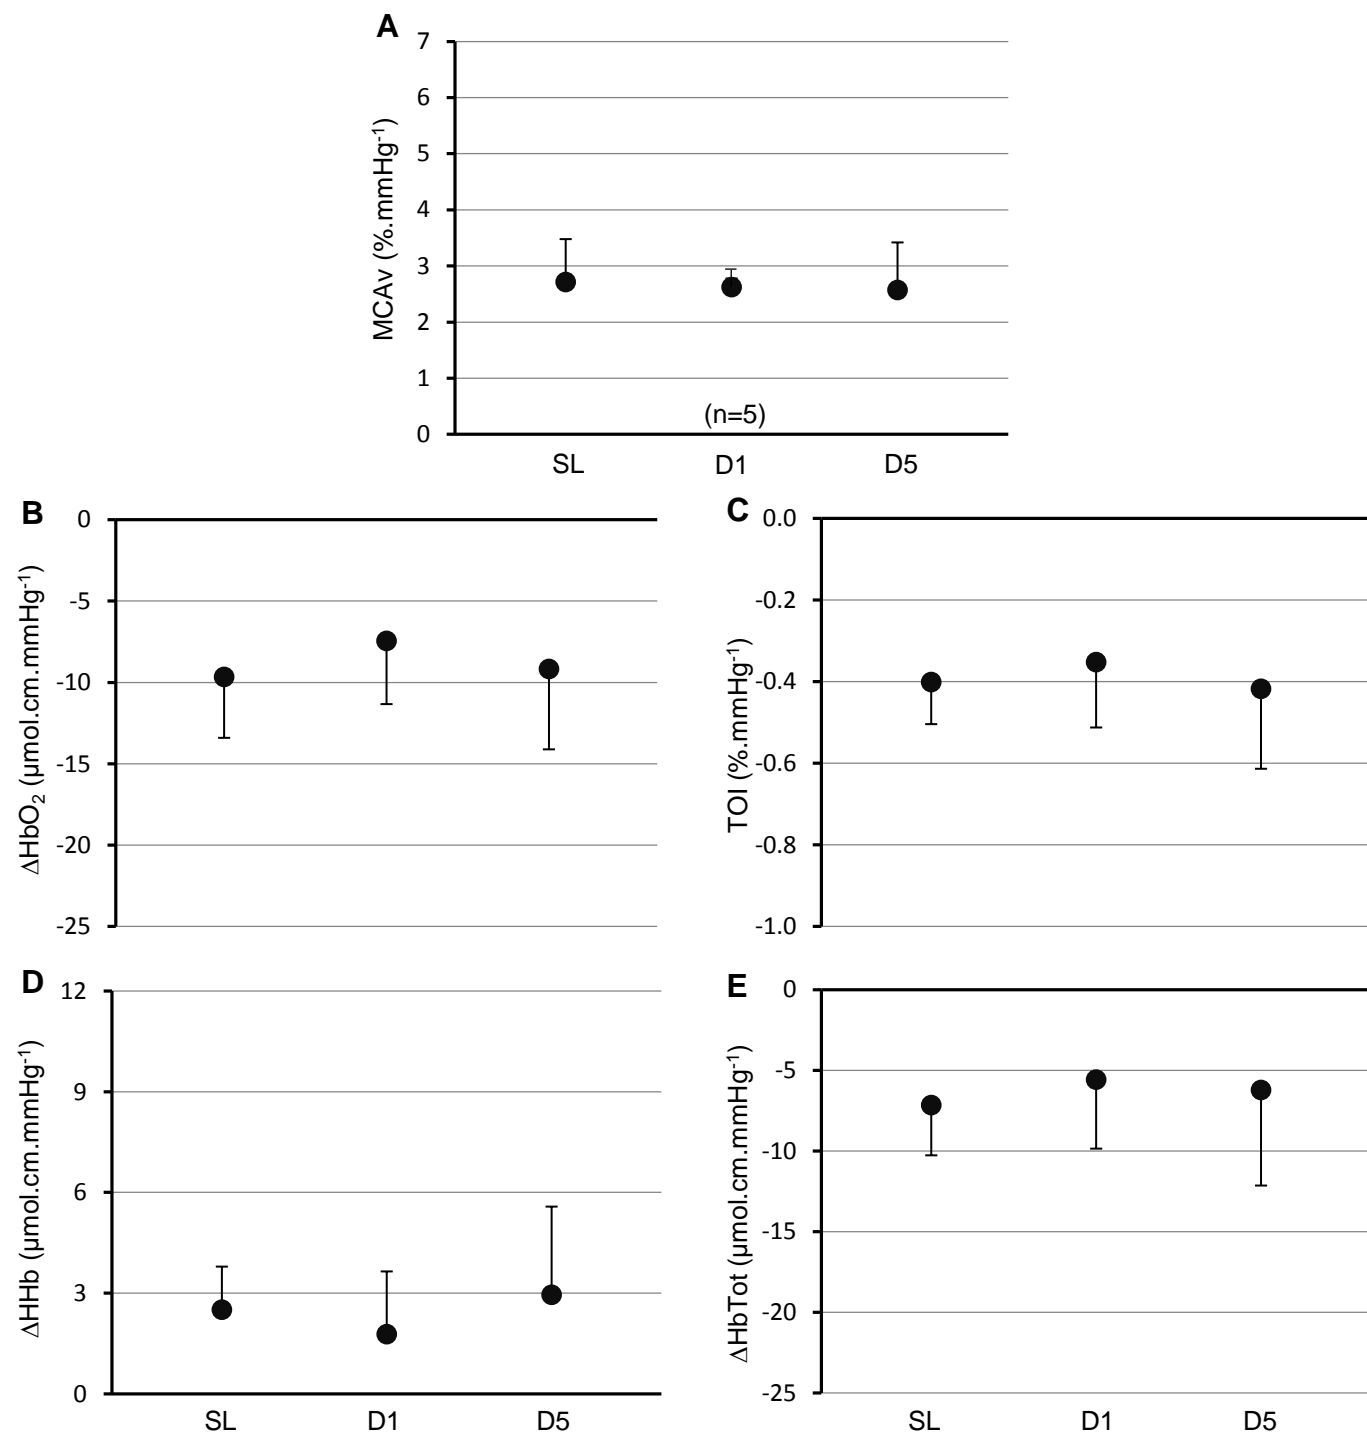 A
MCAv (%.mmHg-1)
7
6
5
4
3
2
1
0
(n=5)
SL D1 D5
B
ΔHbO2 (µmol.cm.mmHg-1)
0
-5
-10
-15
-20
-25
C
TOI (%.mmHg-1)
0.0
-0.2
-0.4
-0.6
-0.8
-1.0
D
ΔHHb (µmol.cm.mmHg-1)
12
9
6
3
0
SL D1 D5
E
ΔHbTot (µmol.cm.mmHg-1)
0
-5
-10
-15
-20
-25
SL D1 D5